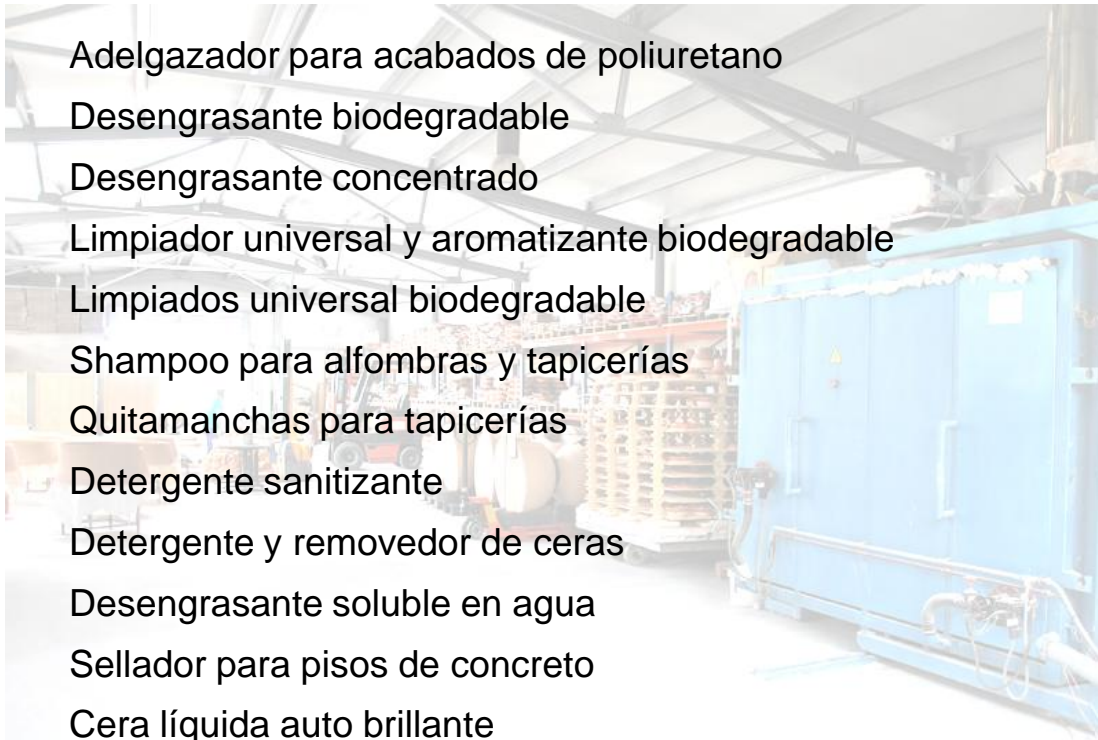 Adelgazador para acabados de poliuretano
Desengrasante biodegradable
Desengrasante concentrado
Limpiador universal y aromatizante biodegradable
Limpiados universal biodegradable
Shampoo para alfombras y tapicerías
Quitamanchas para tapicerías
Detergente sanitizante
Detergente y removedor de ceras
Desengrasante soluble en agua
Sellador para pisos de concreto
Cera líquida auto brillante